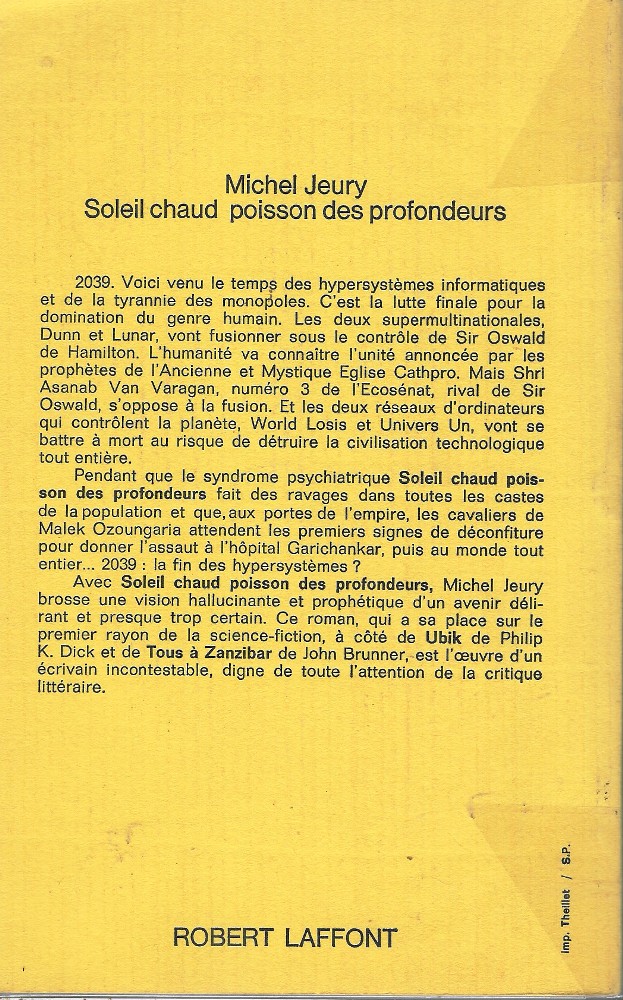 Michel Jeury
Soleil chaud poisson des profondeurs
2039. Voici venu le temps des hypersystèmes informatiques
et de la tyrannie des monopoles. C'est la lutte finale pour la
domination du genre humain. Les deux supermultinationales,
Dunn et Lunar, vont fusionner sous le contrôle de Sir Oswald
de Hamilton. L'humanité va connaître l'unité annoncée par les
prophètes de l'Ancienne et Mystique Eglise Cathpro. Mais Shri
Asanab Van Varagan, numéro 3 de l'Ecosénat, rival de Sir
Oswald, s'oppose à la fusion. Et les deux réseaux d'ordinateurs
qui contrôlent la planète, World Losis et Univers Un, vont se
battre à mort au risque de détruire la civilisation technologique
tout entière.
Pendant que le syndrome psychiatrique Soleil chaud pois-
son des profondeurs fait des ravages dans toutes les castes
de la population et que, aux portes de l'empire, les cavaliers de
Malek Ozoungaria attendent les premiers signes de déconfiture
pour donner l'assaut à l'hôpital Garichankar, puis au monde tout
entier... 2039 : la fin des hypersystèmes ?
Avec Soleil chaud poisson des profondeurs, Michel Jeury
brosse une vision hallucinante et prophétique d'un avenir déli-
rant et presque trop certain. Ce roman, qui a sa place sur le
premier rayon de la science-fiction, à côté de Ubik de Philip
K. Dick et de Tous à Zanzibar de John Brunner, est l'œuvre d'un
écrivain incontestable, digne de toute l'attention de la critique
littéraire.
Imp. Theillet / S.P.
ROBERT LAFFONT